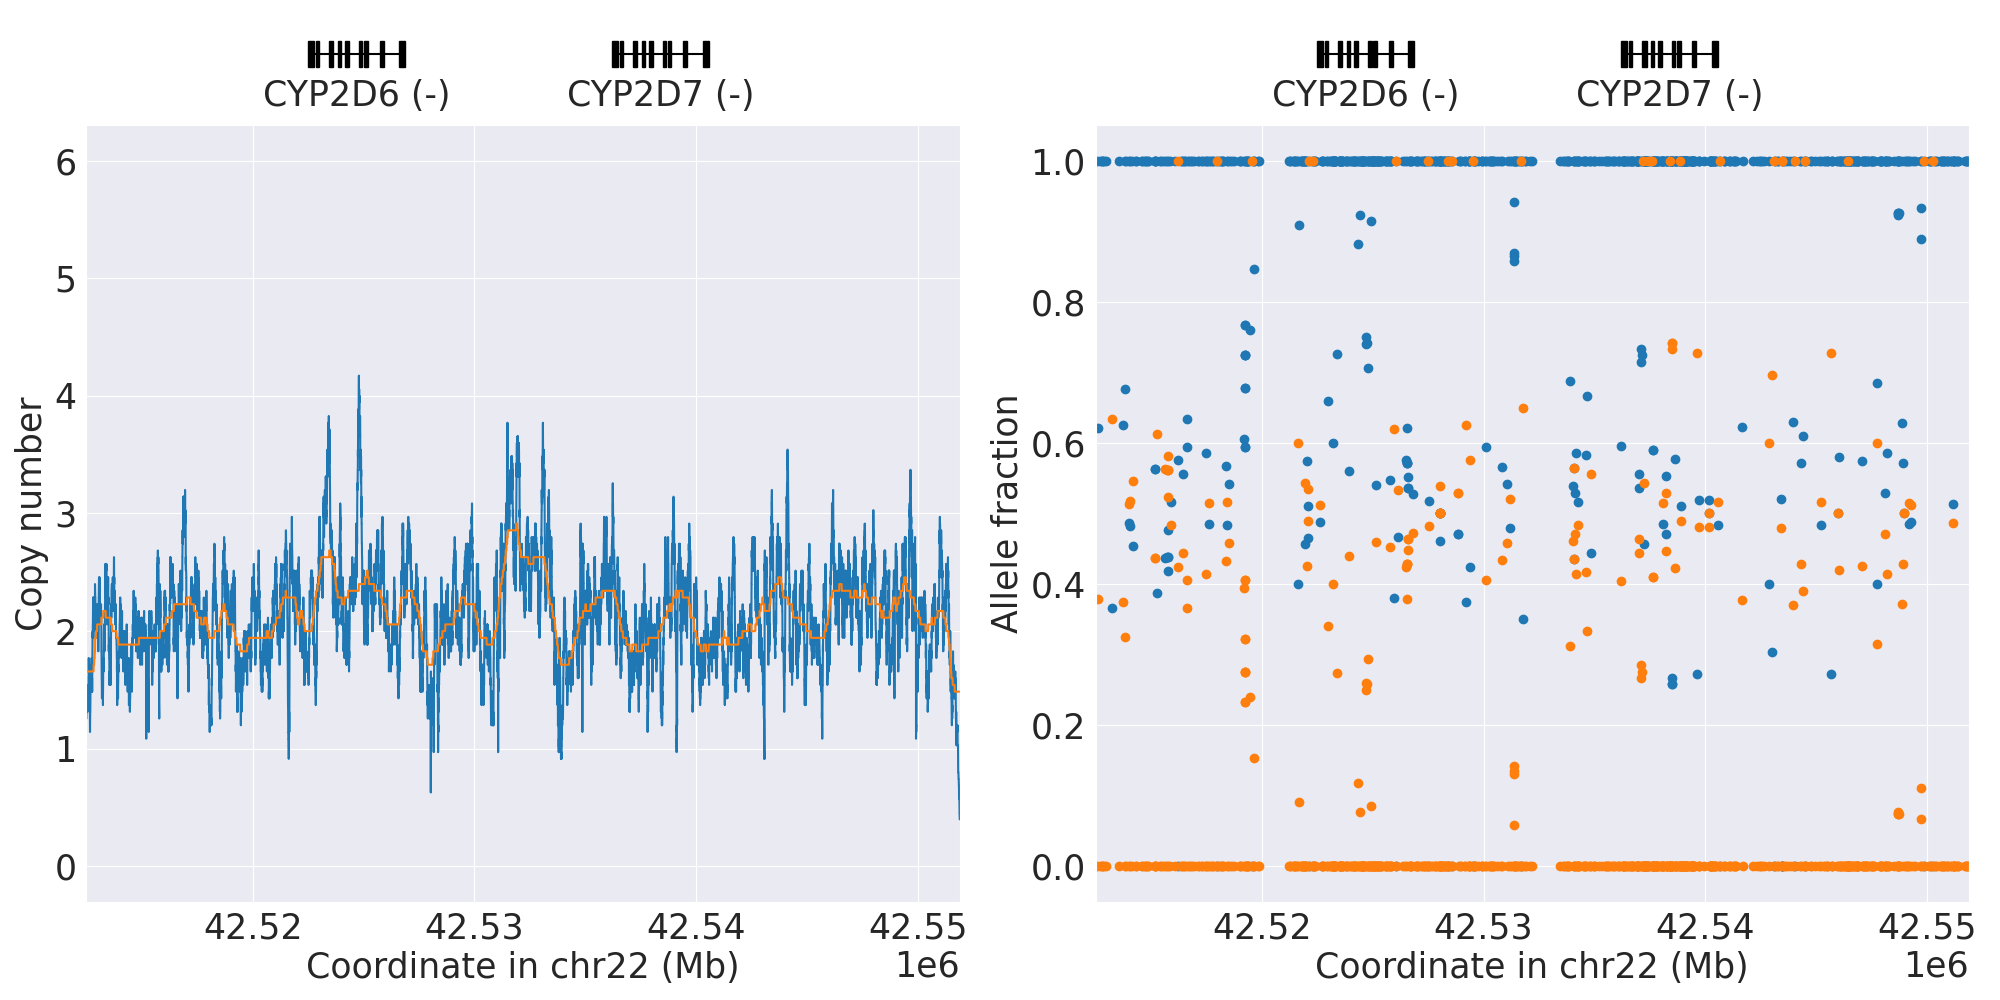 CYP2D6 (-) CYP2D7 (-)
6
5
4
3
2
1
0
Copy number
42.52 42.53 42.54 42.55
Coordinate in chr22 (Mb) 1e6
CYP2D6 (-) CYP2D7 (-)
1.0
0.8
0.6
0.4
0.2
0.0
Allele fraction
42.52 42.53 42.54 42.55
Coordinate in chr22 (Mb) 1e6